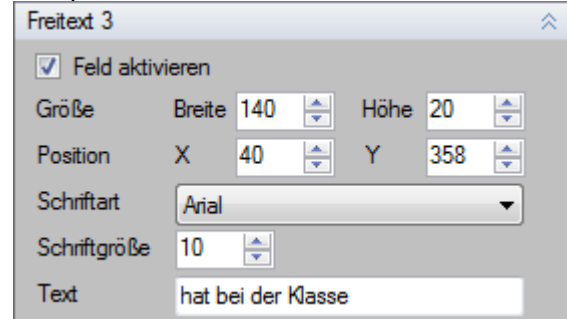 Freitext 3
Feld aktivieren
Größe Breite 140 Höhe 20
Position X 40 Y 358
Schriftart Arial
Schriftgröße 10
Text hat bei der Klasse